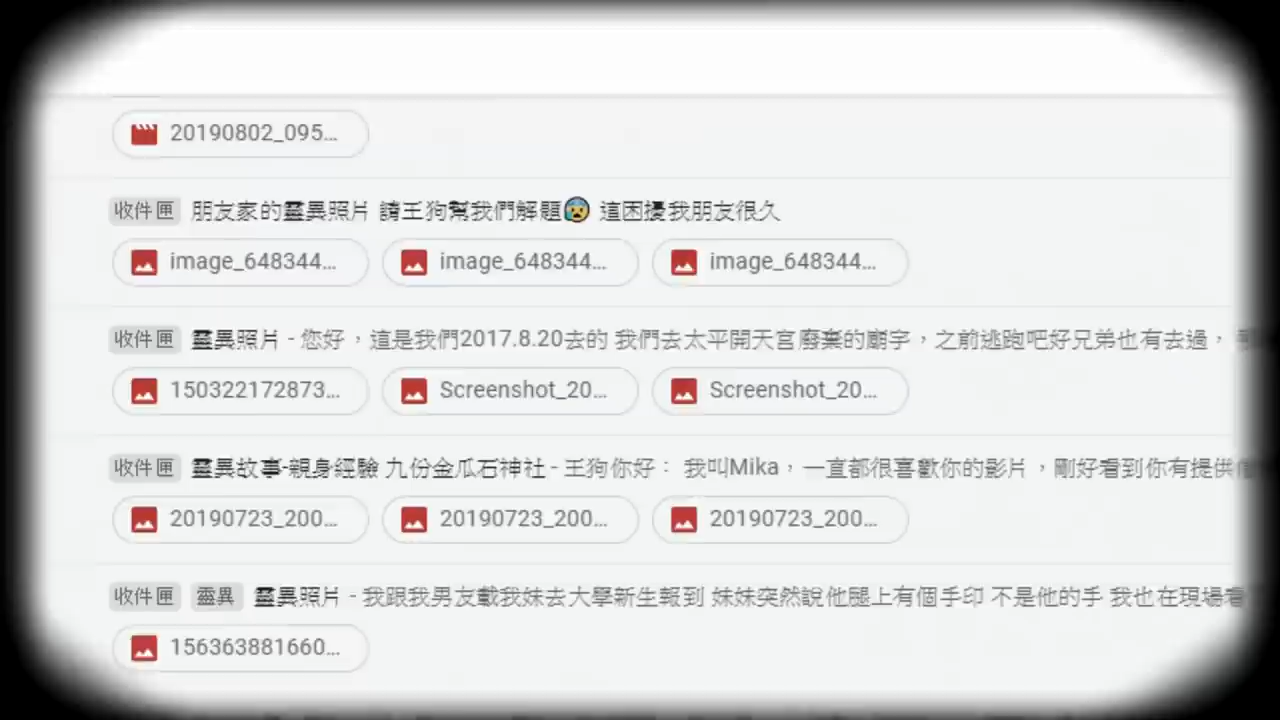 20190802_095...
收件匣 朋友家的靈異照片 請王狗幫我們解題😰 這困擾我朋友很久
image_648344... image_648344... image_648344...
收件匣 靈異照片 - 您好，這是我們2017.8.20去的 我們去太平開天宮廢棄的廟宇，之前逃跑吧好兄弟也有去過，
150322172873... Screenshot_20... Screenshot_20...
收件匣 靈異故事-親身經驗 九份金瓜石神社 - 王狗你好： 我叫Mika，一直都很喜歡你的影片，剛好看到你有提供
20190723_200... 20190723_200... 20190723_200...
收件匣 靈異 靈異照片 - 我跟我男友載我妹去大學新生報到 妹妹突然說他腿上有個手印 不是他的手 我也在現場看
156363881660...